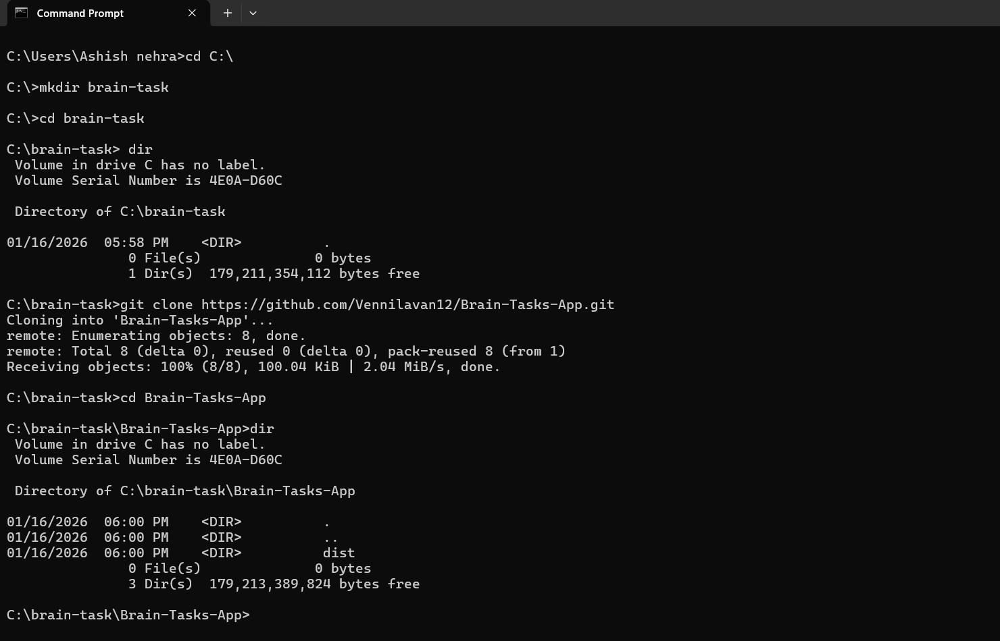 Command Prompt
C:\Users\Ashish nehra>cd C:\
C:\>mkdir brain-task
C:\>cd brain-task
C:\brain-task> dir
 Volume in drive C has no label.
 Volume Serial Number is 4E0A-D60C
 Directory of C:\brain-task
01/16/2026  05:58 PM    <DIR>          .
               0 File(s)              0 bytes
               1 Dir(s)  179,211,354,112 bytes free
C:\brain-task>git clone https://github.com/Vennilavan12/Brain-Tasks-App.git
Cloning into 'Brain-Tasks-App'...
remote: Enumerating objects: 8, done.
remote: Total 8 (delta 0), reused 0 (delta 0), pack-reused 8 (from 1)
Receiving objects: 100% (8/8), 100.04 KiB | 2.04 MiB/s, done.
C:\brain-task>cd Brain-Tasks-App
C:\brain-task\Brain-Tasks-App>dir
 Volume in drive C has no label.
 Volume Serial Number is 4E0A-D60C
 Directory of C:\brain-task\Brain-Tasks-App
01/16/2026  06:00 PM    <DIR>          .
01/16/2026  06:00 PM    <DIR>          ..
01/16/2026  06:00 PM    <DIR>          dist
               0 File(s)              0 bytes
               3 Dir(s)  179,213,389,824 bytes free
C:\brain-task\Brain-Tasks-App>